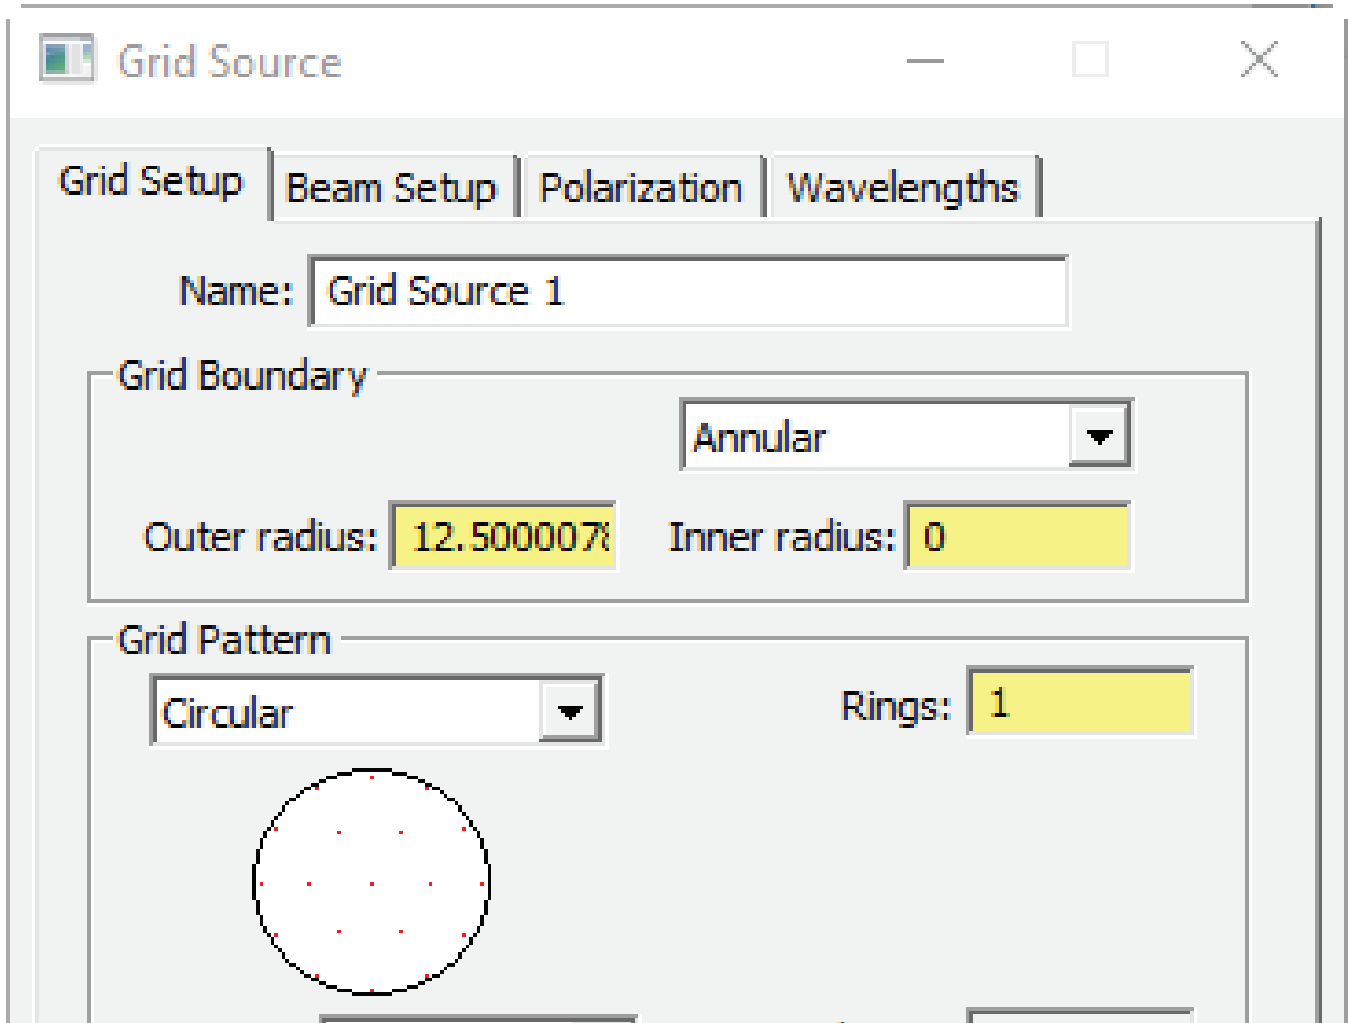 Grid Source
Grid Setup Beam Setup Polarization Wavelengths
Name: Grid Source 1
Grid Boundary
Annular
Outer radius: 12.500007 Inner radius: 0
Grid Pattern
Circular Rings: 1